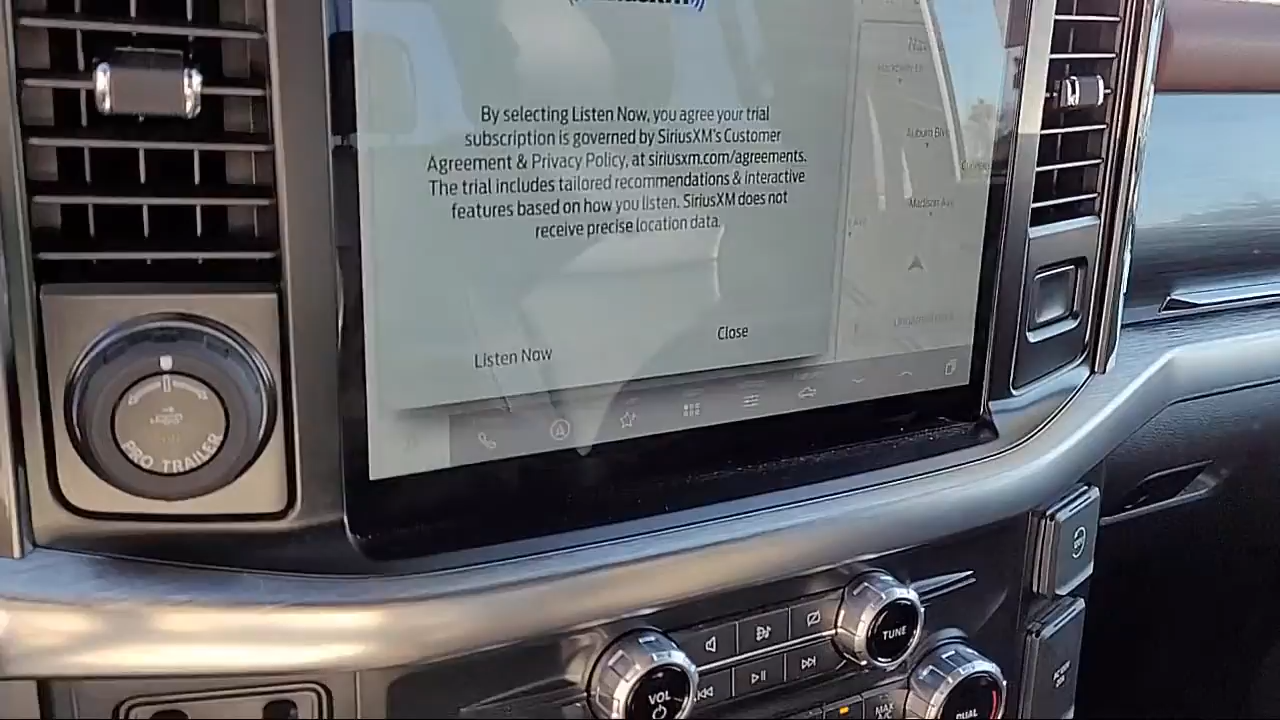 By selecting Listen Now, you agree your trial
subscription is governed by SiriusXM's Customer
Agreement & Privacy Policy, at siriusxm.com/agreements.
The trial includes tailored recommendations & interactive
features based on how you listen. SiriusXM does not
receive precise location data.
Listen Now
Close
Auburn Blvd
Madison Ave
PRO TRAILER
TUNE
VOL
MAX
A/C
DUAL